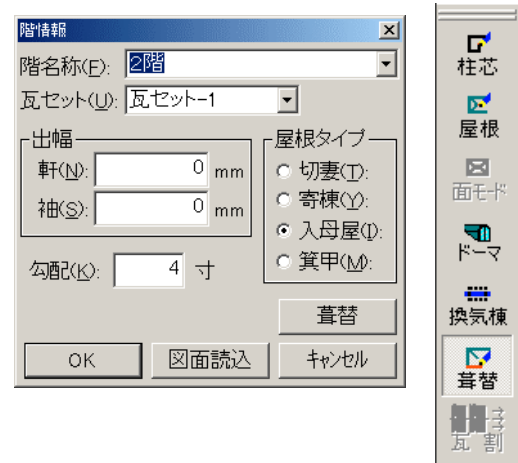 階情報
階名称(F): 2階
瓦セット(U): 瓦セット-1
出幅
軒(N): 0 mm
袖(S): 0 mm
勾配(K): 4 寸
屋根タイプ
切妻(T):
寄棟(Y):
入母屋(I):
箕甲(M):
葺替
OK 図面読込 ｷｬﾝｾﾙ
柱芯
屋根
面ﾓｰﾄﾞ
ドーマ
換気棟
葺替
瓦割